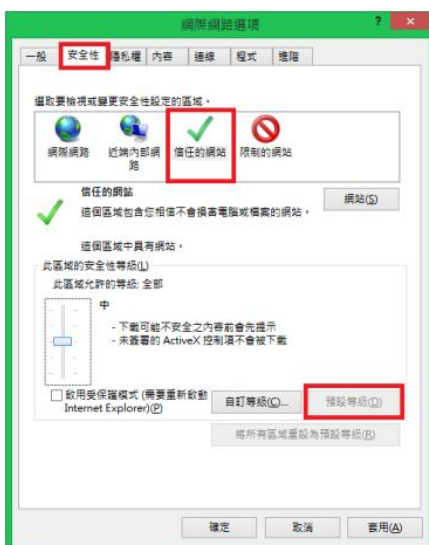 網際網路選項
? ×
一般 安全性 隱私權 內容 連線 程式 進階
選取要檢視或變更安全性設定的區域。
網際網路 近端內部網路 信任的網站 限制的網站
信任的網站
這個區域包含您相信不會損害電腦或檔案的網站。
網站(S)
這個區域中具有網站。
此區域的安全性等級(L)
此區域允許的等級: 全部
中
- 下載可能不安全之內容前會先提示
- 未簽署的 ActiveX 控制項不會被下載
啟用受保護模式 (需要重新啟動
Internet Explorer)(P)
自訂等級(C)... 預設等級(D)
將所有區域重設為預設等級(R)
確定 取消 套用(A)